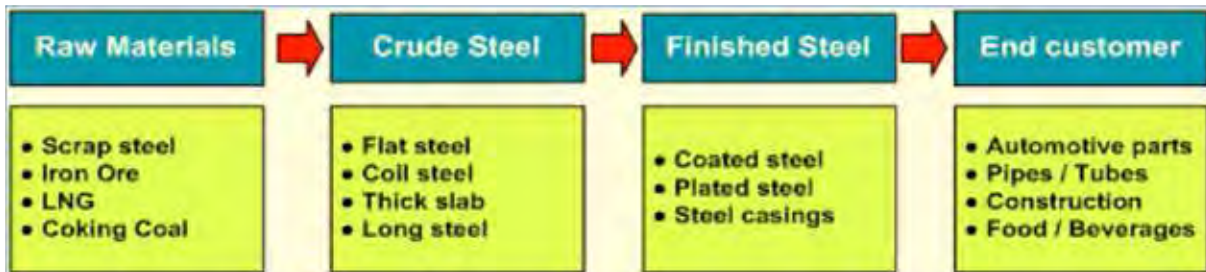 Raw Materials
Crude Steel
Finished Steel
End customer
• Scrap steel
• Iron Ore
• LNG
• Coking Coal
• Flat steel
• Coil steel
• Thick slab
• Long steel
• Coated steel
• Plated steel
• Steel casings
• Automotive parts
• Pipes / Tubes
• Construction
• Food / Beverages